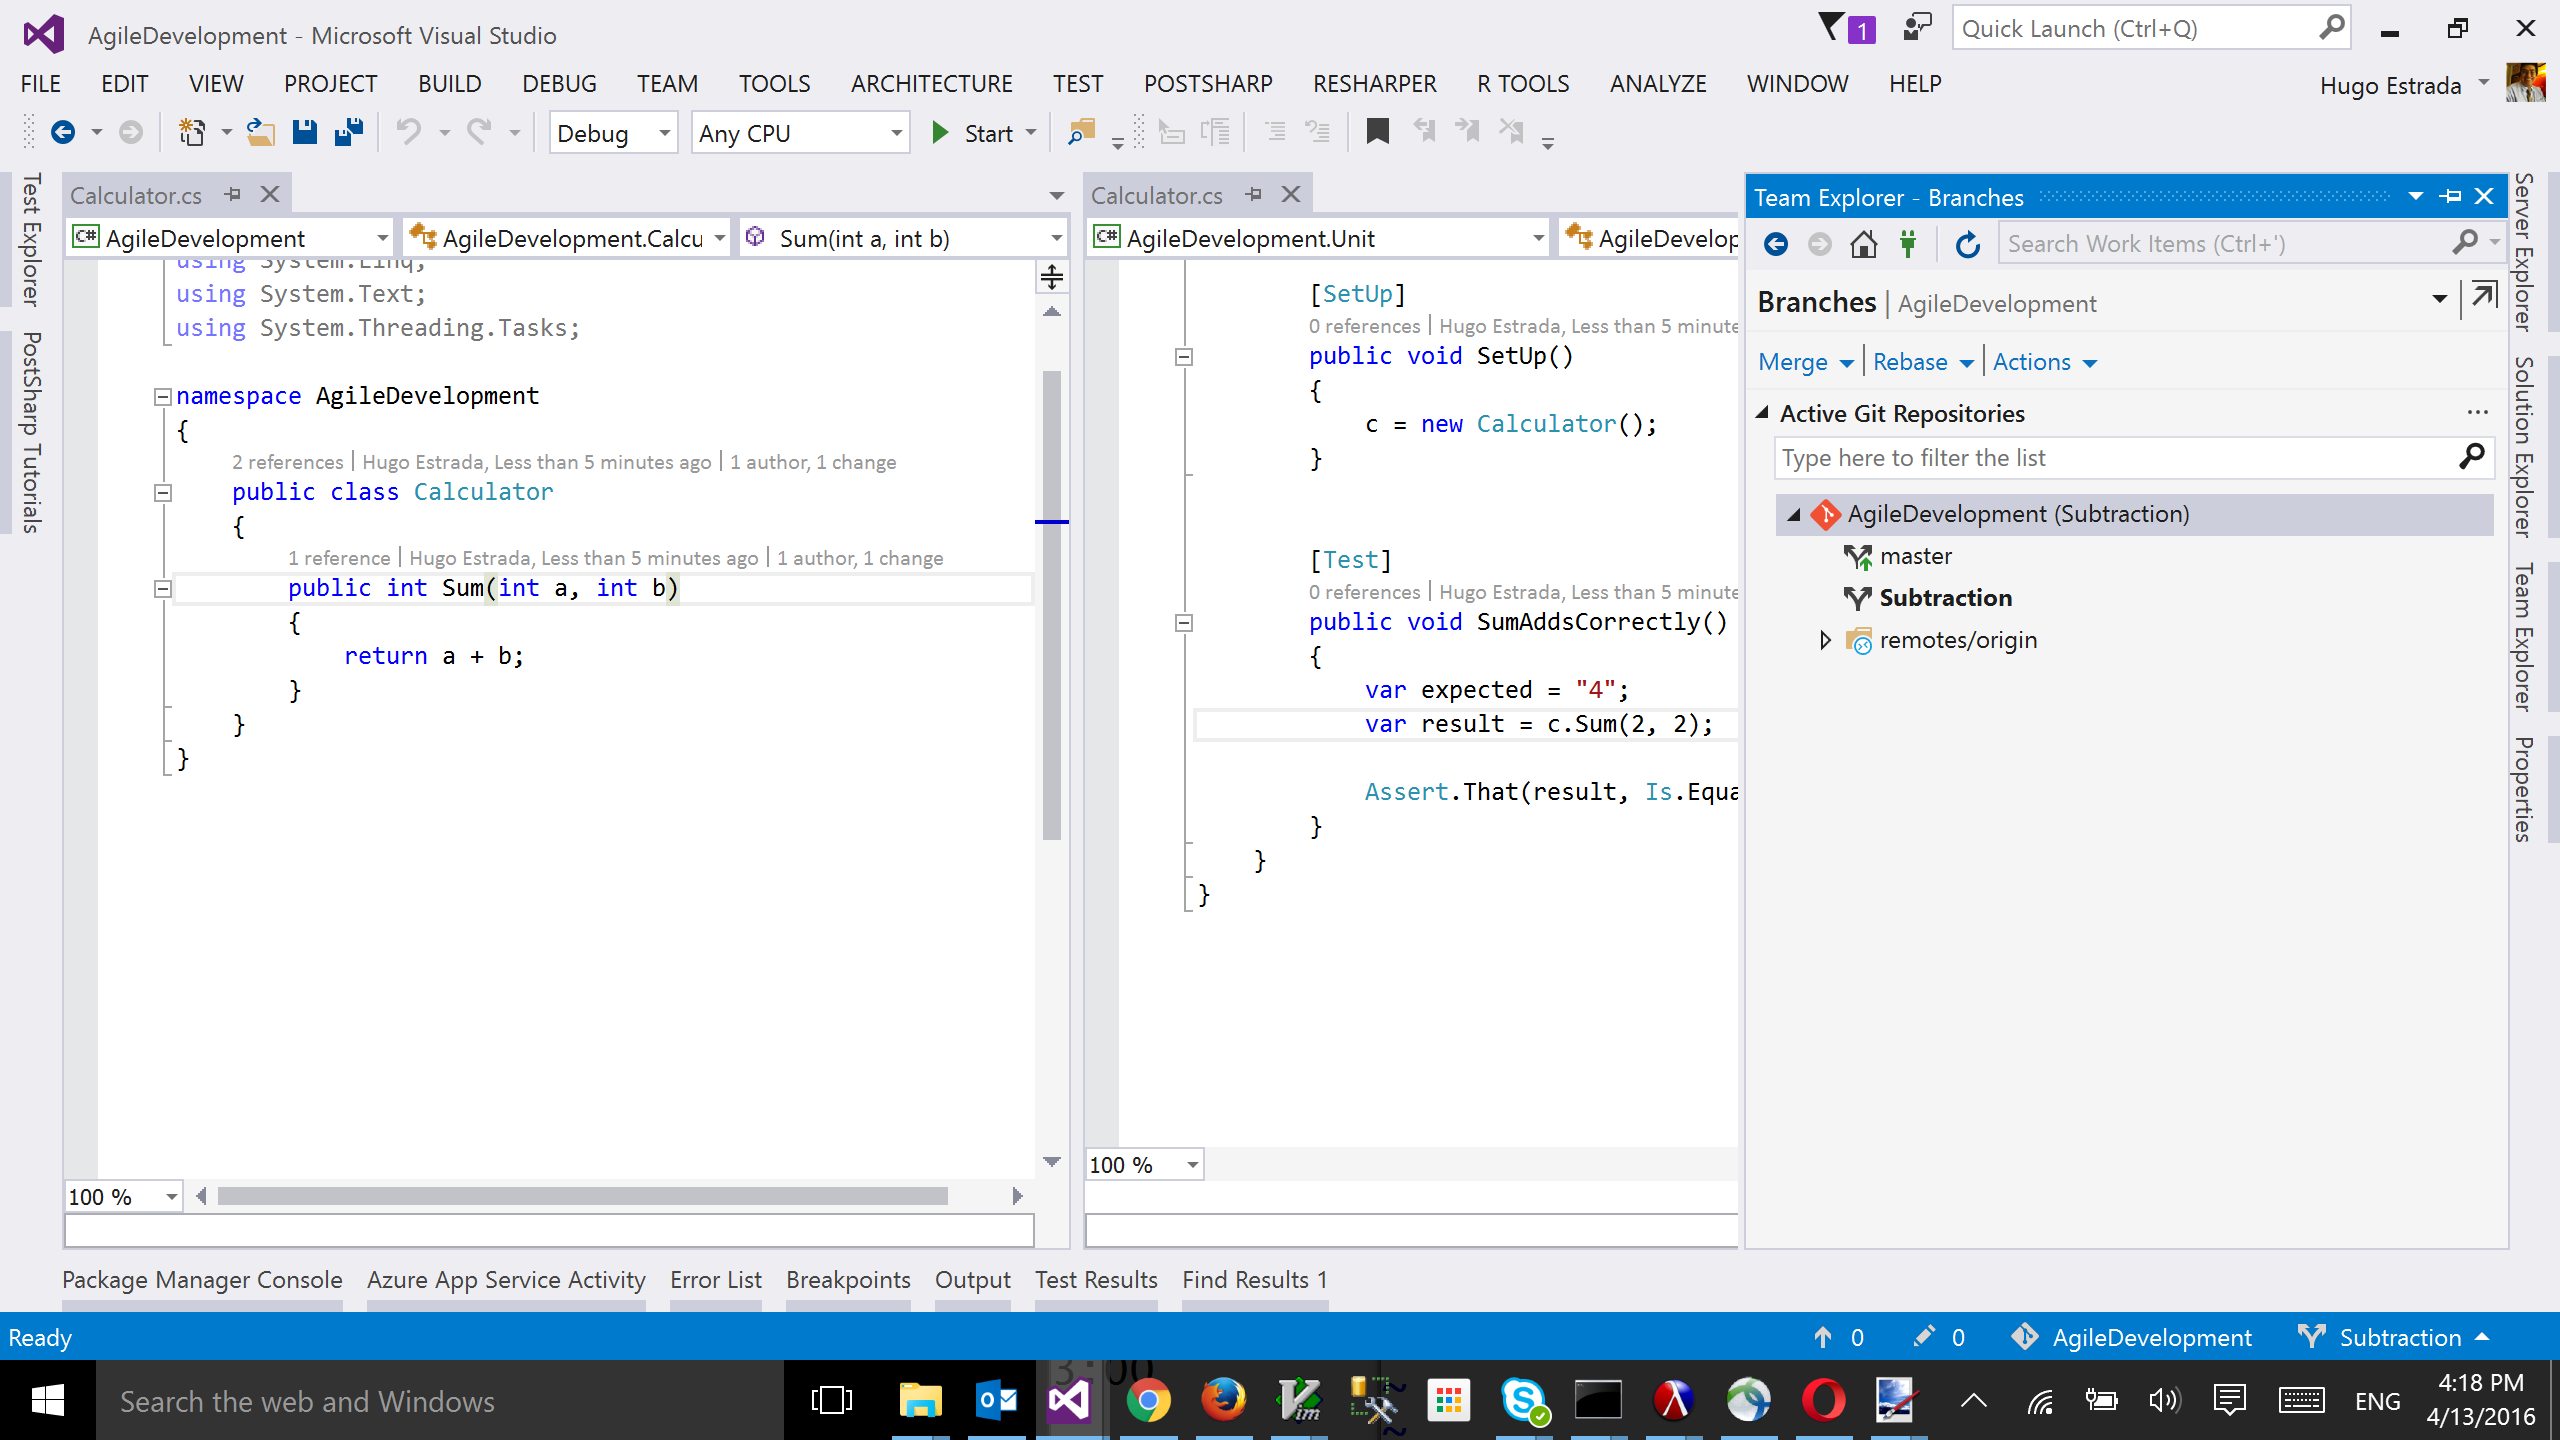 AgileDevelopment - Microsoft Visual Studio
1
Quick Launch (Ctrl+Q)
FILE EDIT VIEW PROJECT BUILD DEBUG TEAM TOOLS ARCHITECTURE TEST POSTSHARP RESHARPER R TOOLS ANALYZE WINDOW HELP
Hugo Estrada
Debug
Any CPU
Start
Test Explorer
PostSharp Tutorials
Calculator.cs
C# AgileDevelopment
AgileDevelopment.Calcu
Sum(int a, int b)
using System.Linq;
using System.Text;
using System.Threading.Tasks;
namespace AgileDevelopment
{
2 references | Hugo Estrada, Less than 5 minutes ago | 1 author, 1 change
public class Calculator
{
1 reference | Hugo Estrada, Less than 5 minutes ago | 1 author, 1 change
public int Sum(int a, int b)
{
return a + b;
}
}
}
100 %
Calculator.cs
C# AgileDevelopment.Unit
AgileDevelop
[SetUp]
0 references | Hugo Estrada, Less than 5 minute
public void SetUp()
{
c = new Calculator();
}
[Test]
0 references | Hugo Estrada, Less than 5 minute
public void SumAddsCorrectly()
{
var expected = "4";
var result = c.Sum(2, 2);
Assert.That(result, Is.Equa
}
}
}
100 %
Team Explorer - Branches
Search Work Items (Ctrl+')
Branches | AgileDevelopment
Merge
Rebase
Actions
Active Git Repositories
...
Type here to filter the list
AgileDevelopment (Subtraction)
master
Subtraction
remotes/origin
Server Explorer
Solution Explorer
Team Explorer
Properties
Package Manager Console Azure App Service Activity Error List Breakpoints Output Test Results Find Results 1
Ready
0
0
AgileDevelopment
Subtraction
Search the web and Windows
3:00
Vim
ENG
4:18 PM
4/13/2016